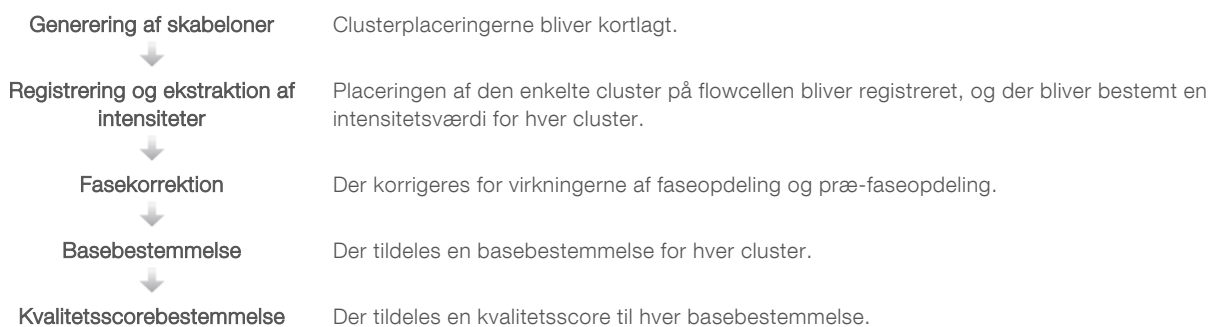 Generering af skabeloner
Clusterplaceringerne bliver kortlagt.
Registrering og ekstraktion af
intensiteter
Placeringen af den enkelte cluster på flowcellen bliver registreret, og der bliver bestemt en
intensitetsværdi for hver cluster.
Fasekorrektion
Der korrigeres for virkningerne af faseopdeling og præ-faseopdeling.
Basebestemmelse
Der tildeles en basebestemmelse for hver cluster.
Kvalitetsscorebestemmelse
Der tildeles en kvalitetsscore til hver basebestemmelse.